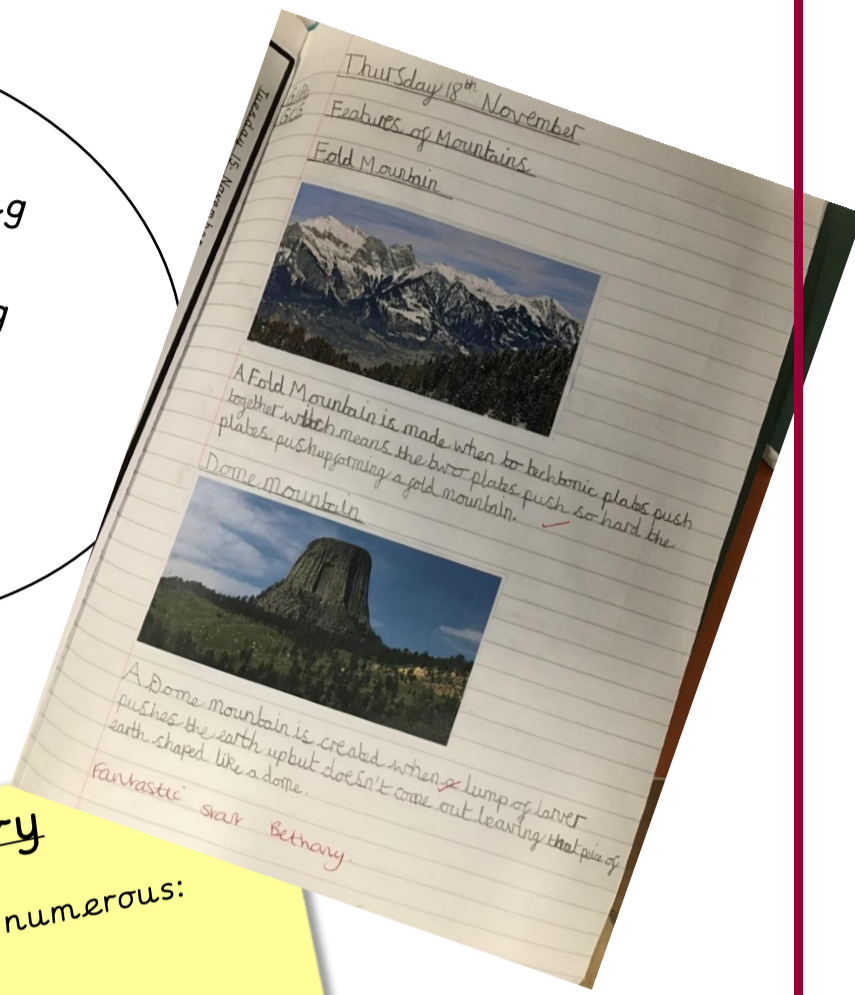 Thursday 18th November
Features of Mountains
Fold Mountain
A Fold Mountain is made when to techtonic plates push
together which means the two plates push so hard the
plates push up forming a fold mountain.
Dome Mountain
A Dome mountain is created when a lump of larver
pushes the earth up but doesn't come out leaving that peice of
earth shaped like a dome.
Fantastic start Bethany.
Tuesday 15 November
numerous: